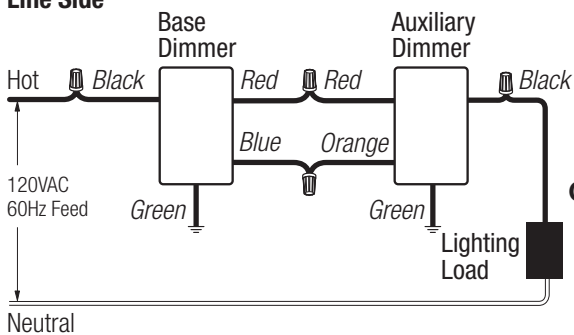 Line Side
Base
Dimmer
Auxiliary
Dimmer
Hot
Black
Red
Red
Black
Blue
Orange
120VAC
60Hz Feed
Green
Green
Lighting
Load
Neutral